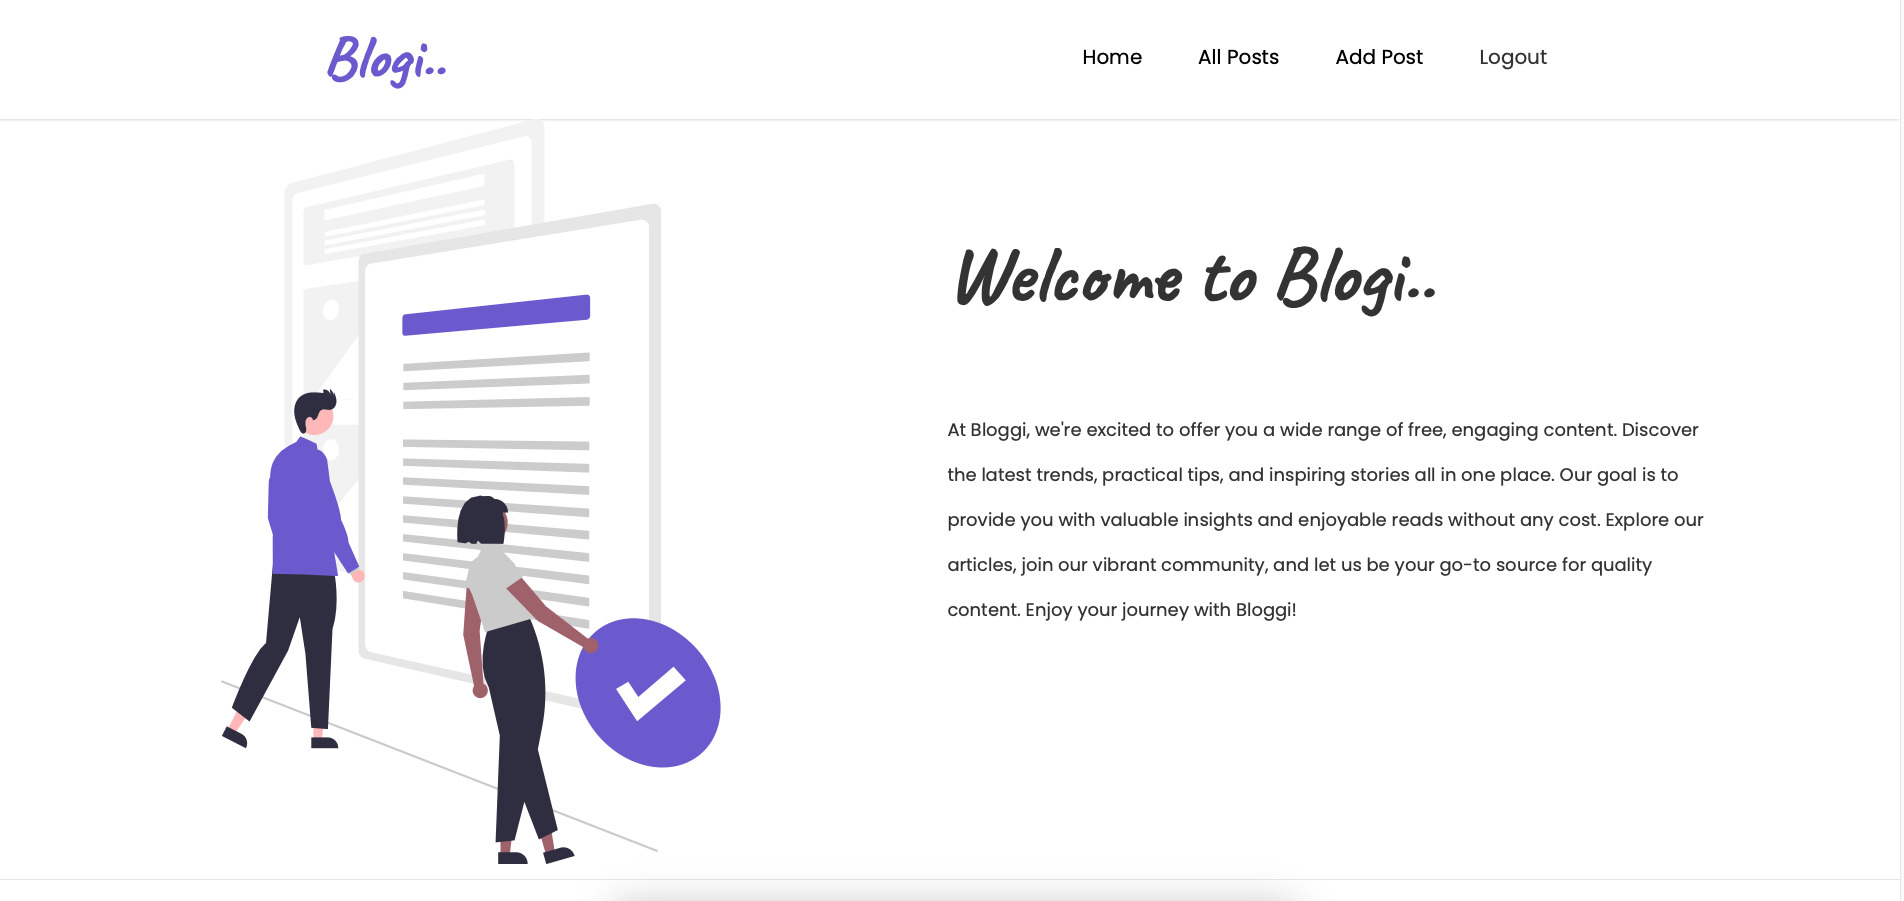 Blogi..
Home
All Posts
Add Post
Logout
Welcome to Blogi..
At Bloggi, we're excited to offer you a wide range of free, engaging content. Discover
the latest trends, practical tips, and inspiring stories all in one place. Our goal is to
provide you with valuable insights and enjoyable reads without any cost. Explore our
articles, join our vibrant community, and let us be your go-to source for quality
content. Enjoy your journey with Bloggi!